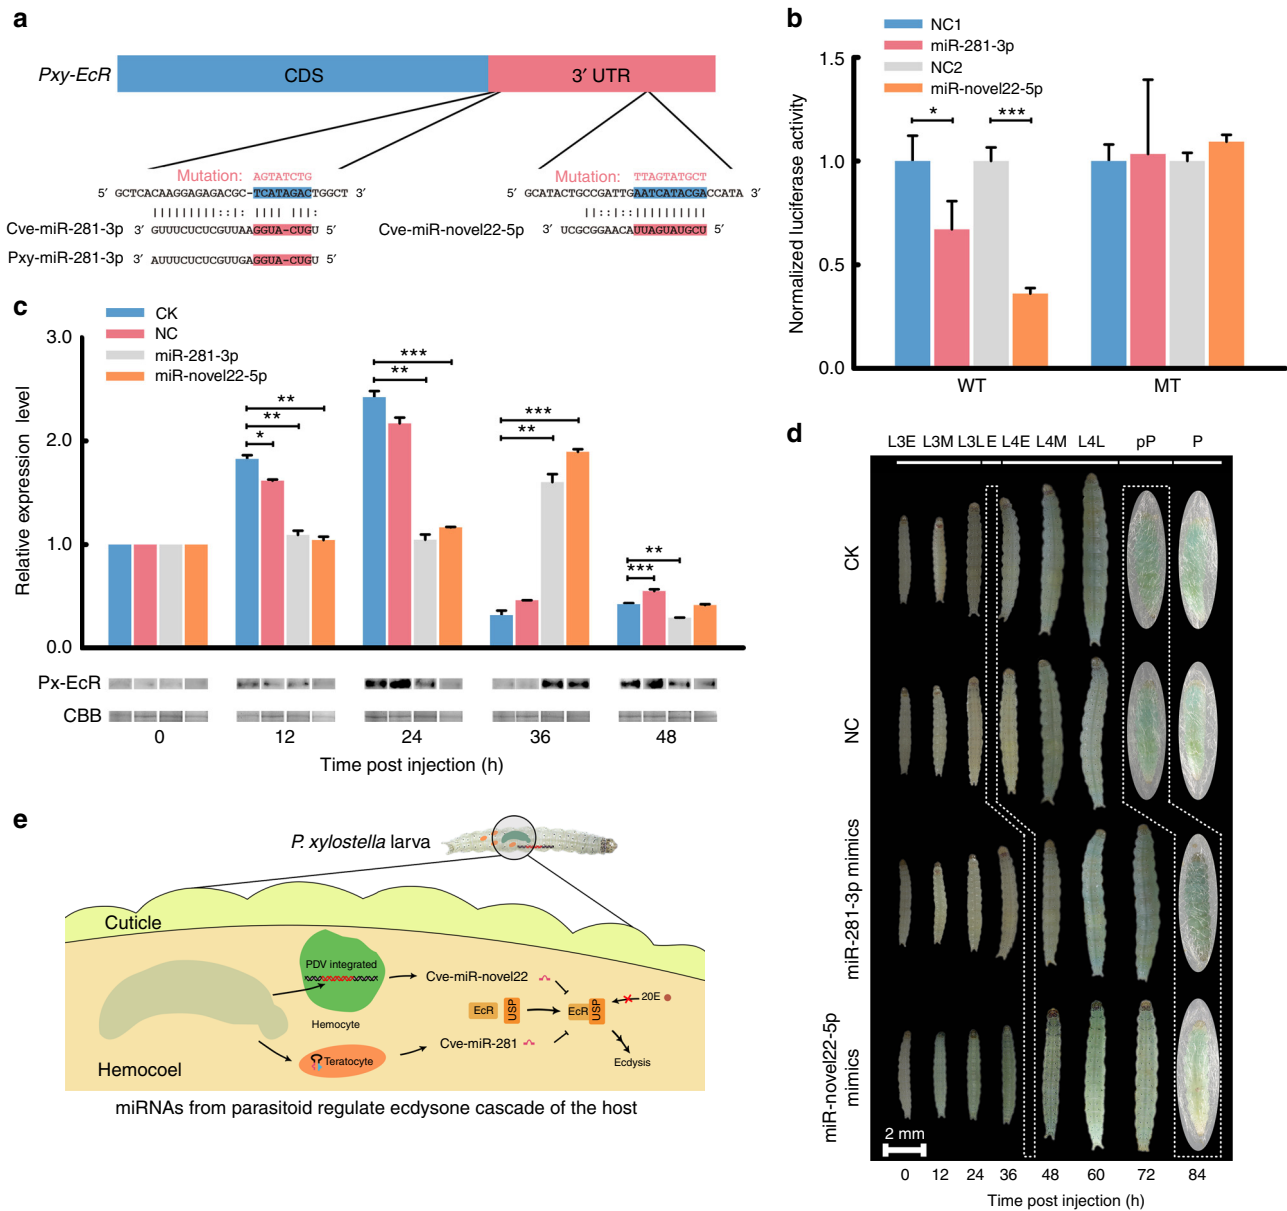 a
Pxy-EcR
CDS
3′ UTR
Mutation: AGTATCTG
5′ GCTCACAAGGAGAGACGC-TCATAGACTGGCT 3′
Cve-miR-281-3p 3′ GUUUCUCUCGUUAAGGUA-CUGU 5′
Pxy-miR-281-3p 3′ AUUUCUCUCGUUGAGGUA-CUGU 5′
Mutation: TTAGTATGCT
5′ GCATACTGCCGATTGAATCATACGACCATA 3′
Cve-miR-novel22-5p 3′ UCGCGGAACAUUAGUAUGCU 5′
b
NC1
miR-281-3p
NC2
miR-novel22-5p
Normalized luciferase activity
1.5
1.0
0.5
0.0
*
***
WT
MT
c
CK
NC
miR-281-3p
miR-novel22-5p
Relative expression level
3.0
2.0
1.0
0.0
**
**
*
***
**
***
**
**
***
Px-EcR
CBB
0 12 24 36 48
Time post injection (h)
d
L3E L3M L3L E L4E L4M L4L pP P
CK
NC
miR-281-3p mimics
miR-novel22-5p
mimics
2 mm
0 12 24 36 48 60 72 84
Time post injection (h)
e
P. xylostella larva
Cuticle
PDV integrated
Hemocyte
Cve-miR-novel22
EcR
USP
EcR
USP
20E
Cve-miR-281
Teratocyte
Ecdysis
Hemocoel
miRNAs from parasitoid regulate ecdysone cascade of the host